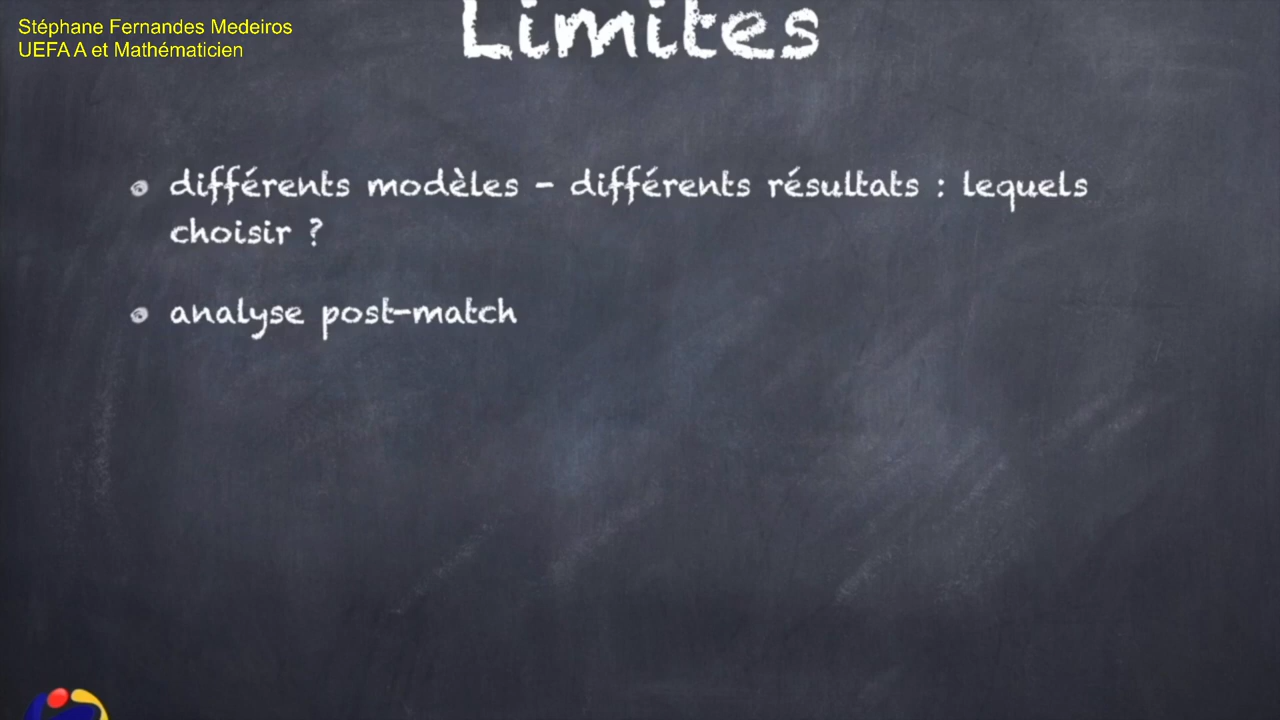 Stéphane Fernandes Medeiros
UEFA A et Mathématicien
Limites
différents modèles - différents résultats : lequels
choisir ?
analyse post-match